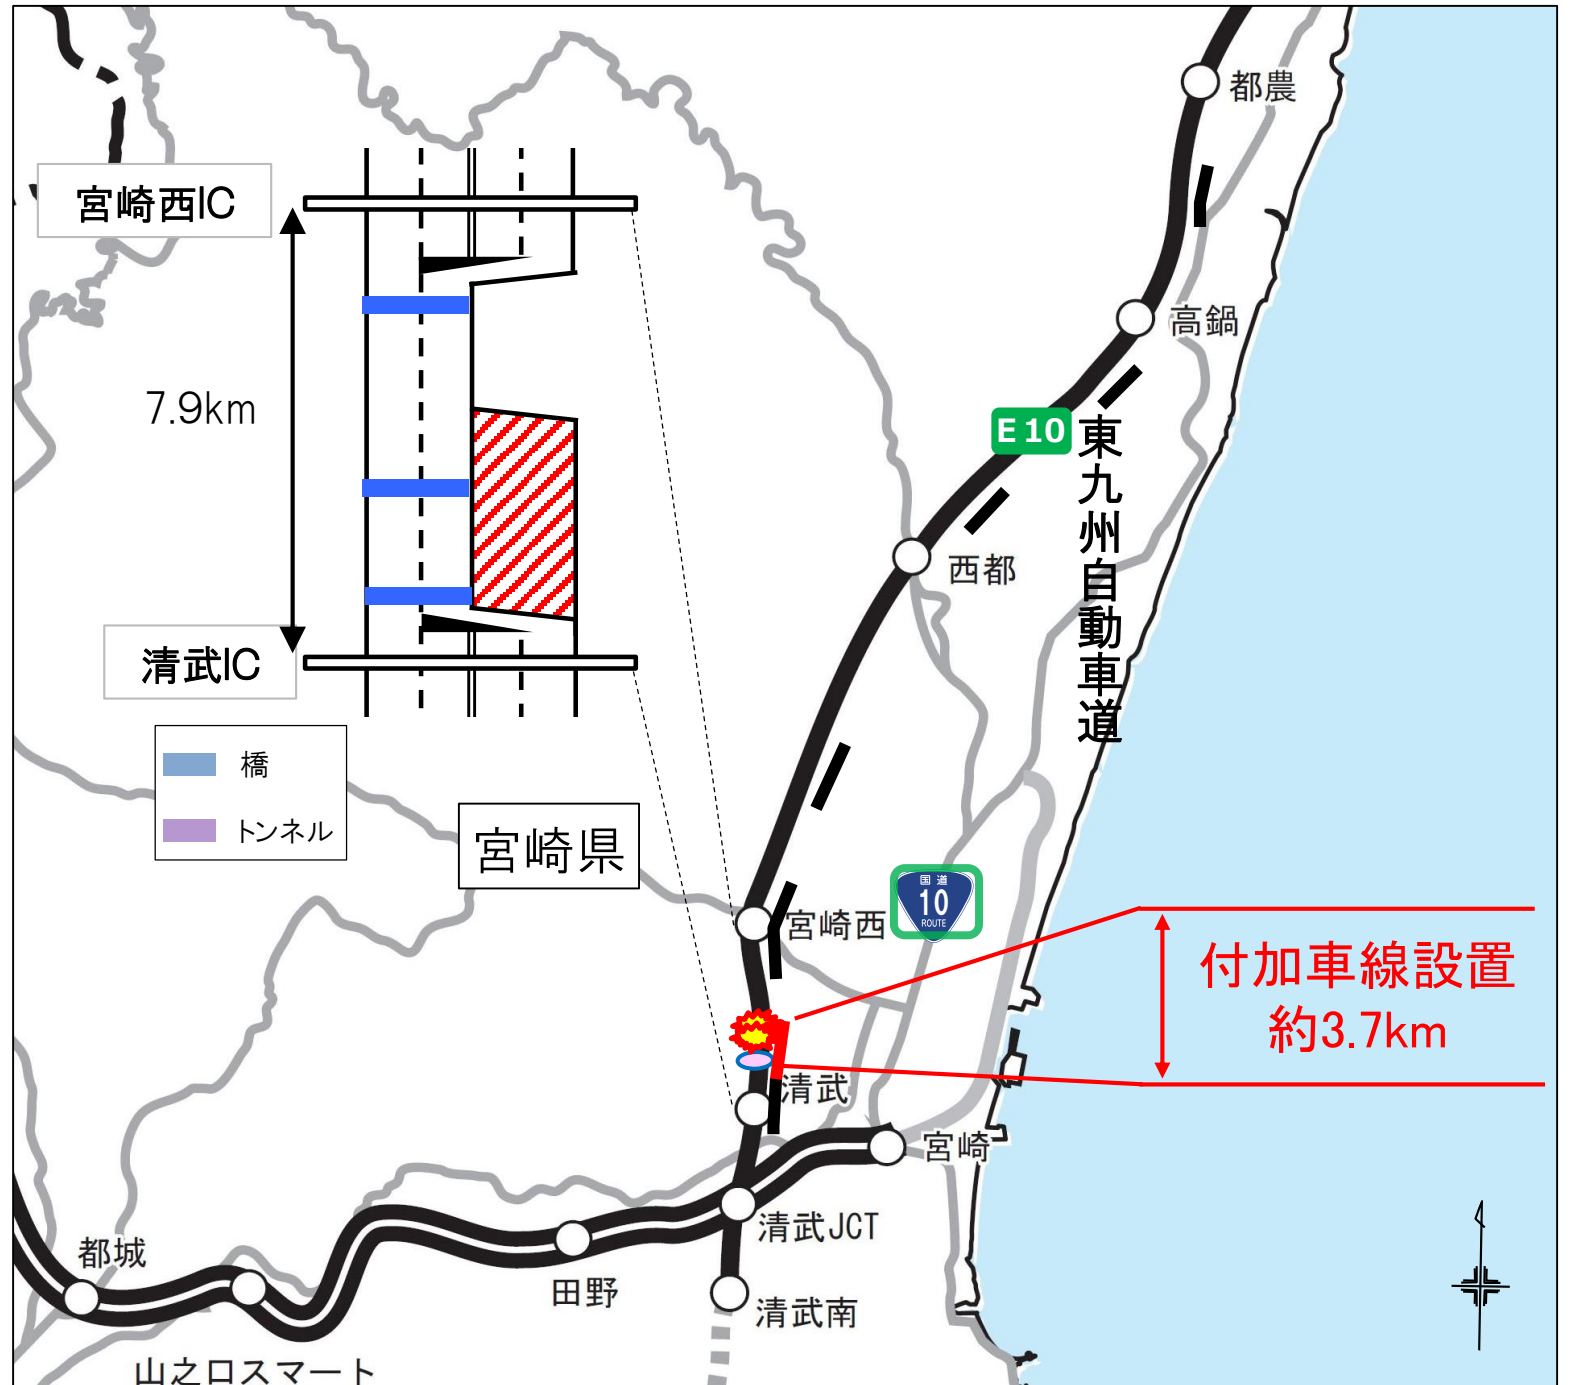 都農
宮崎西IC
高鍋
7.9km
E10
東九州自動車道
西都
清武IC
橋
トンネル
宮崎県
国道
10
ROUTE
宮崎西
付加車線設置
約3.7km
清武
宮崎
清武JCT
都城
田野
清武南
山之口スマート